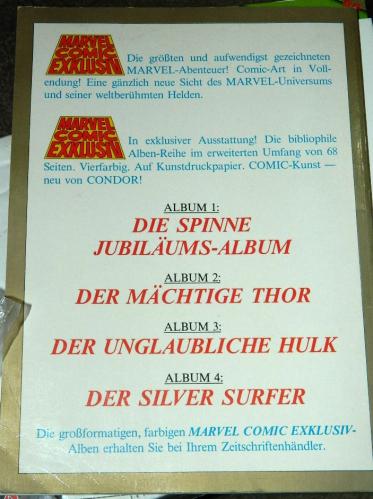 MARVEL
COMIC
EXKLUSIV
Die größten und aufwendigst gezeichneten
MARVEL-Abenteuer! Comic-Art in Voll-
endung! Eine gänzlich neue Sicht des MARVEL-Universums
und seiner weltberühmten Helden.
MARVEL
COMIC
EXKLUSIV
In exklusiver Ausstattung! Die bibliophile
Alben-Reihe im erweiterten Umfang von 68
Seiten. Vierfarbig. Auf Kunstdruckpapier. COMIC-Kunst —
neu von CONDOR!
ALBUM 1:
DIE SPINNE
JUBILÄUMS-ALBUM
ALBUM 2:
DER MÄCHTIGE THOR
ALBUM 3:
DER UNGLAUBLICHE HULK
ALBUM 4:
DER SILVER SURFER
Die großformatigen, farbigen MARVEL COMIC EXKLUSIV-
Alben erhalten Sie bei Ihrem Zeitschriftenhändler.